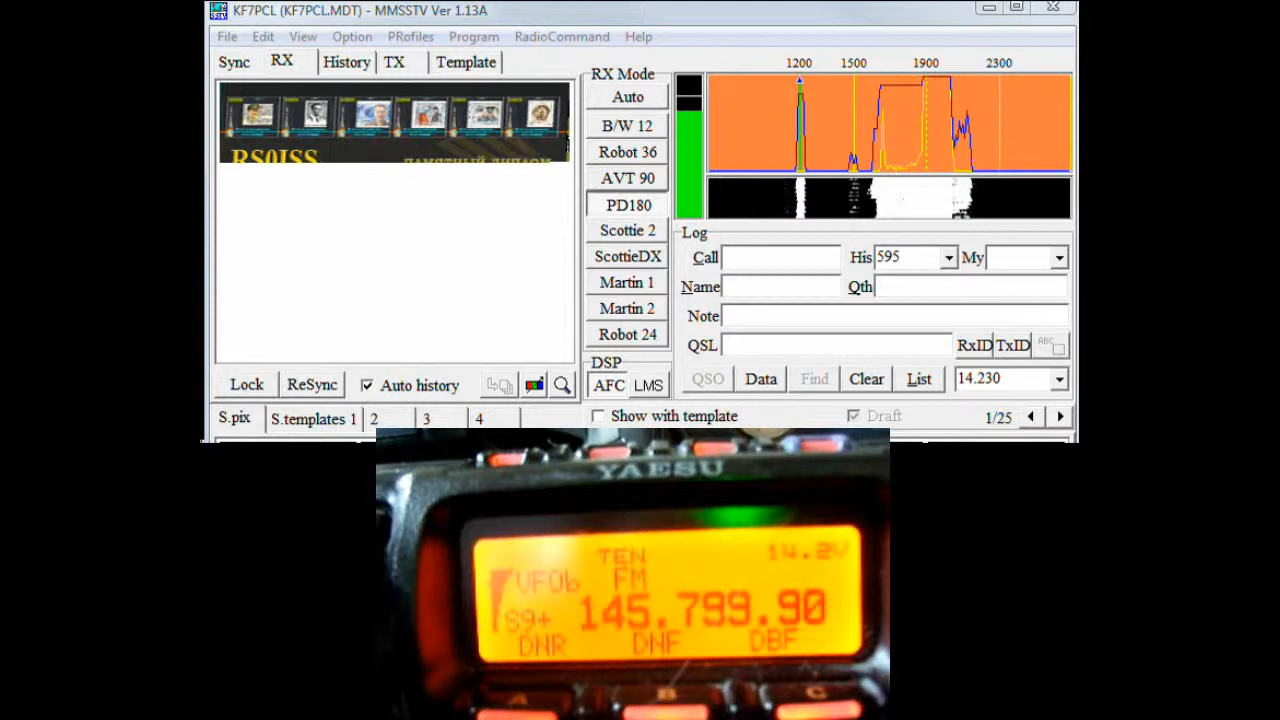 KF7PCL (KF7PCL.MDT) - MMSSTV Ver 1.13A
File Edit View Option PRofiles Program RadioCommand Help
Sync RX History TX Template
RX Mode
Auto
B/W 12
Robot 36
AVT 90
PD180
Scottie 2
ScottieDX
Martin 1
Martin 2
Robot 24
DSP
AFC LMS
1200 1500 1900 2300
RS0ISS
ПАМЯТНЫЙ ДИПЛОМ
Log
Call His 595 My
Name Qth
Note
QSL RxID TxID ABC
QSO Data Find Clear List 14.230
Lock ReSync Auto history
S.pix S.templates 1 2 3 4
Show with template Draft 1/25
YAESU
TEN 14.2V
VFOb FM
S9+ 145.799.90
DNR DNF DBF
A B C